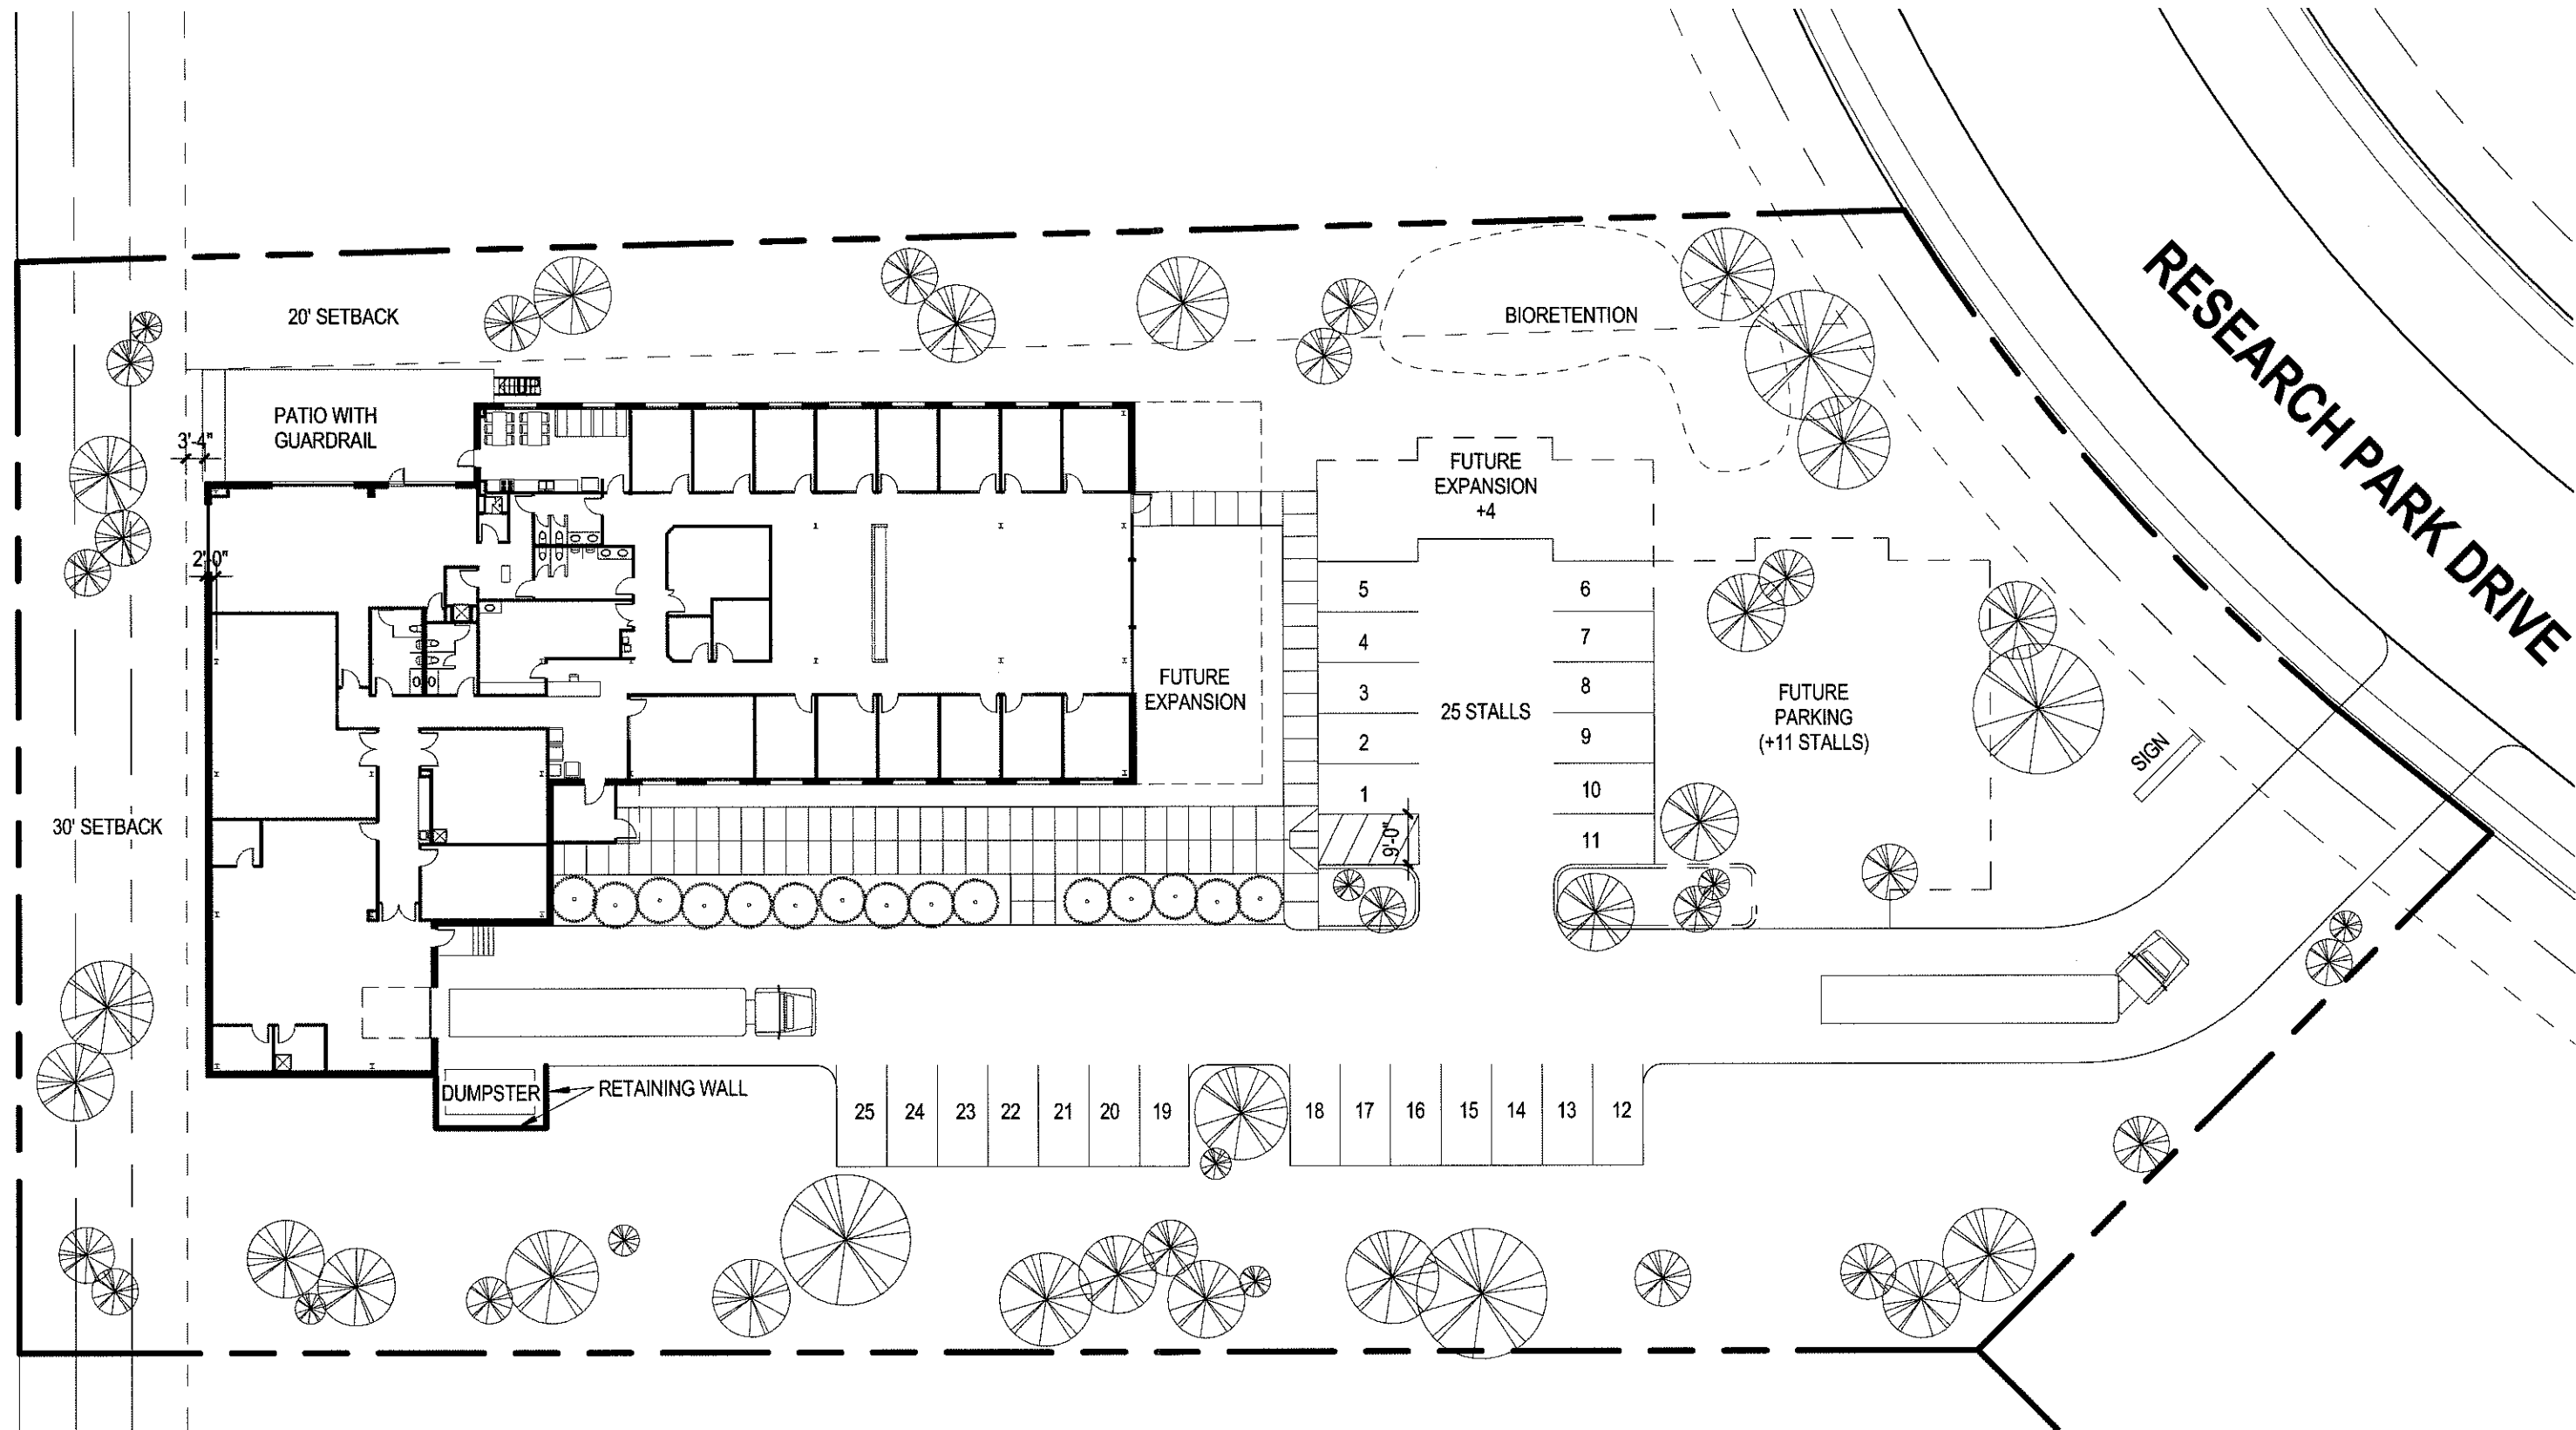 RESEARCH PARK DRIVE
20' SETBACK
BIORETENTION
UP
PATIO WITH
GUARDRAIL
3'-4"
FUTURE
EXPANSION
+4
2'-0"
5
4
3
2
1
6
7
8
9
10
11
25 STALLS
FUTURE
EXPANSION
FUTURE
PARKING
(+11 STALLS)
SIGN
9'-0"
30' SETBACK
DUMPSTER
RETAINING WALL
25
24
23
22
21
20
19
18
17
16
15
14
13
12